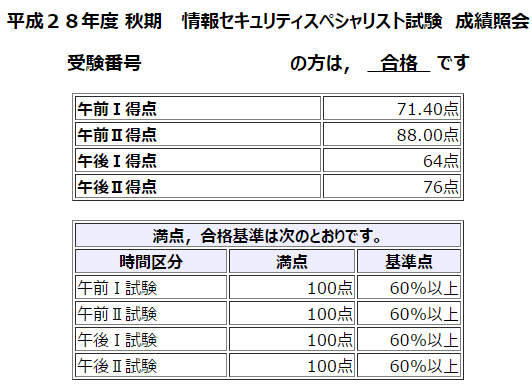 平成２８年度 秋期　情報セキュリティスペシャリスト試験　成績照会
受験番号　の方は，　合格　です
午前Ⅰ得点 71.40点
午前Ⅱ得点 88.00点
午後Ⅰ得点 64点
午後Ⅱ得点 76点
満点，合格基準は次のとおりです。
時間区分 満点 基準点
午前Ⅰ試験 100点 60%以上
午前Ⅱ試験 100点 60%以上
午後Ⅰ試験 100点 60%以上
午後Ⅱ試験 100点 60%以上